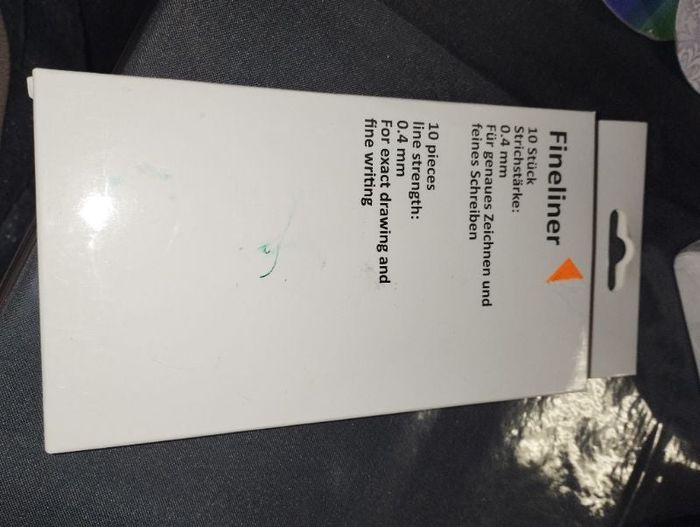 Fineliner
10 Stück
Strichstärke:
0.4 mm
Für genaues Zeichnen und
feines Schreiben
10 pieces
line strength:
0.4 mm
For exact drawing and
fine writing